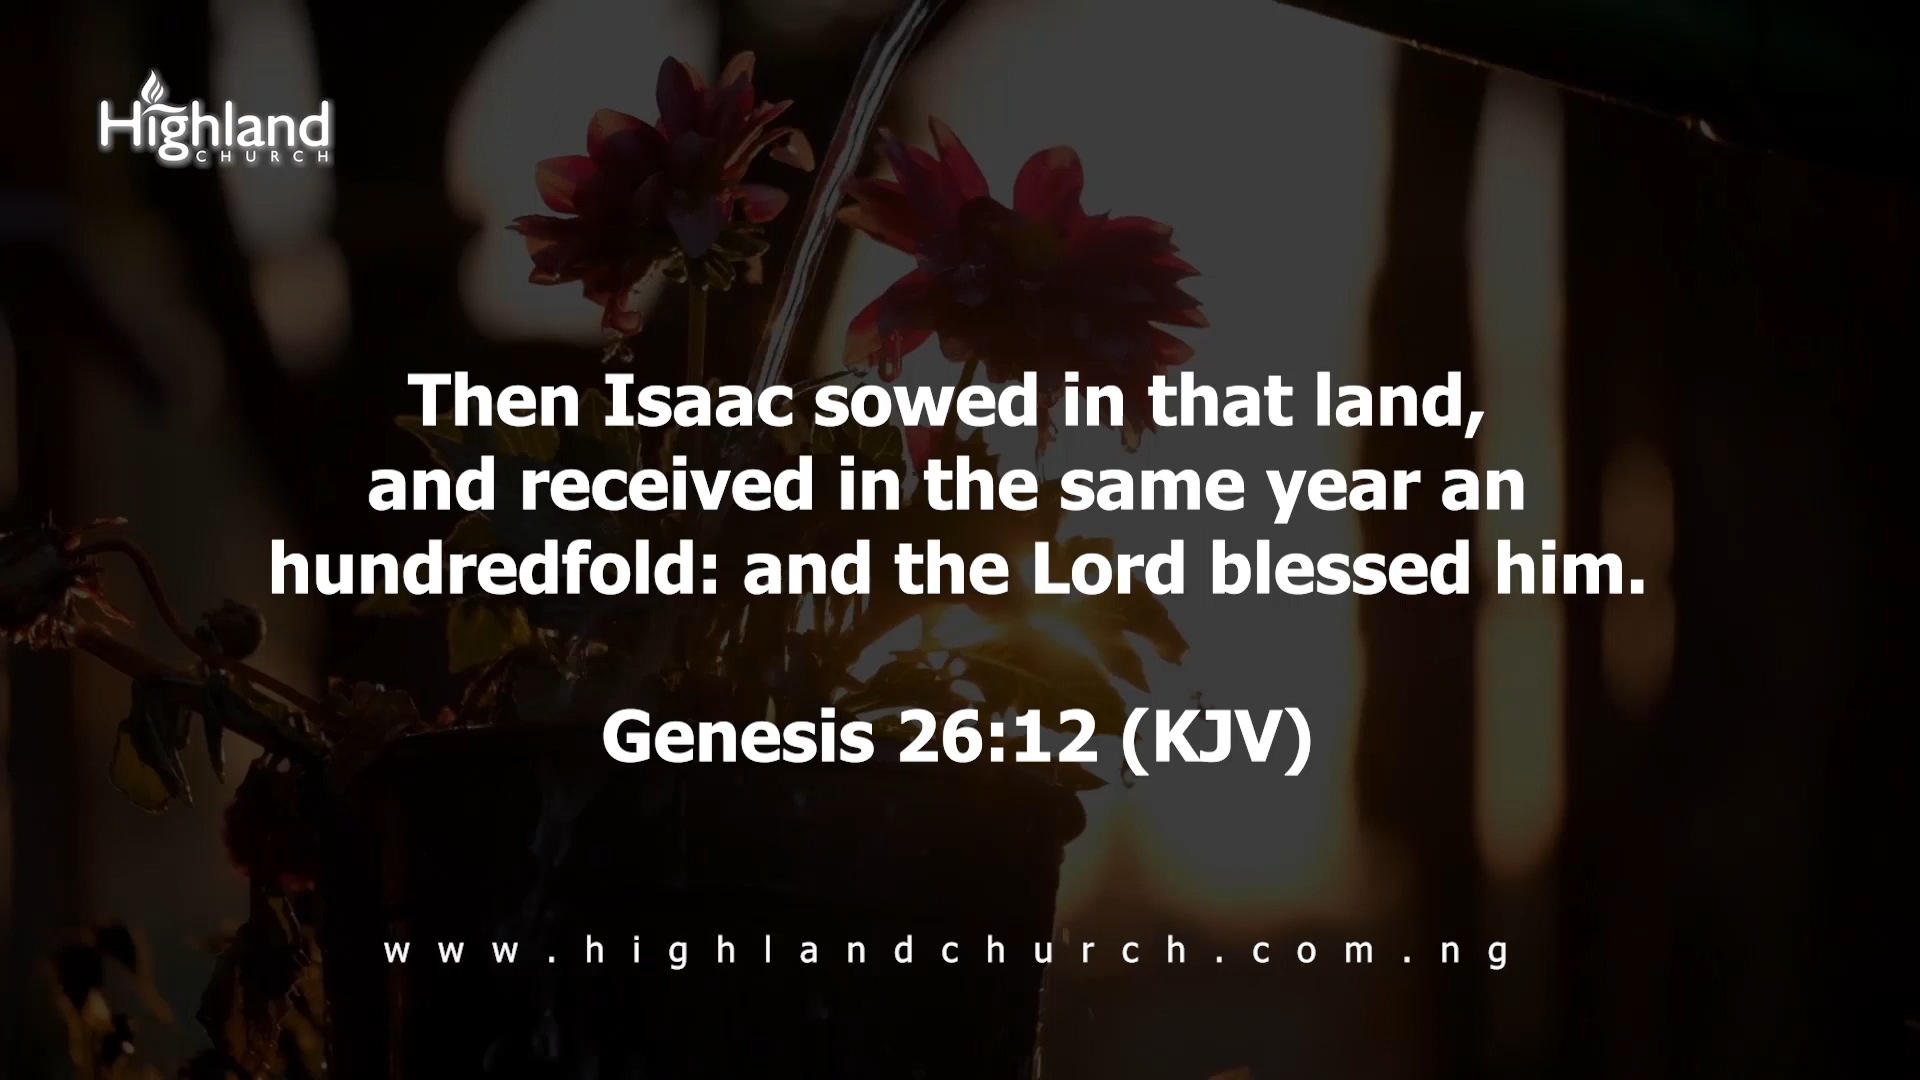 Highland
CHURCH
Then Isaac sowed in that land,
and received in the same year an
hundredfold: and the Lord blessed him.
Genesis 26:12 (KJV)
www.highlandchurch.com.ng